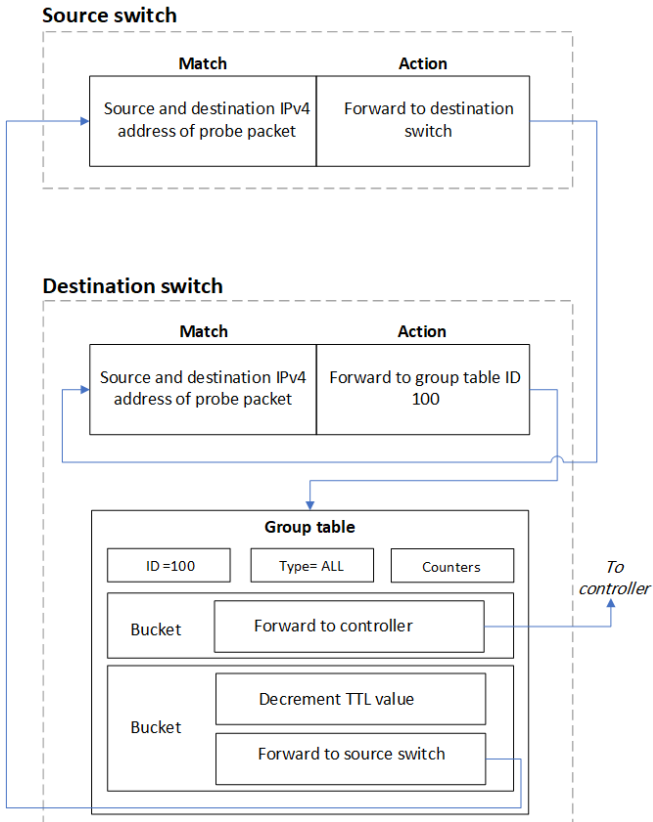 Source switch
Match
Action
Source and destination IPv4
address of probe packet
Forward to destination
switch
Destination switch
Match
Action
Source and destination IPv4
address of probe packet
Forward to group table ID
100
Group table
ID =100
Type= ALL
Counters
To
controller
Bucket
Forward to controller
Bucket
Decrement TTL value
Forward to source switch